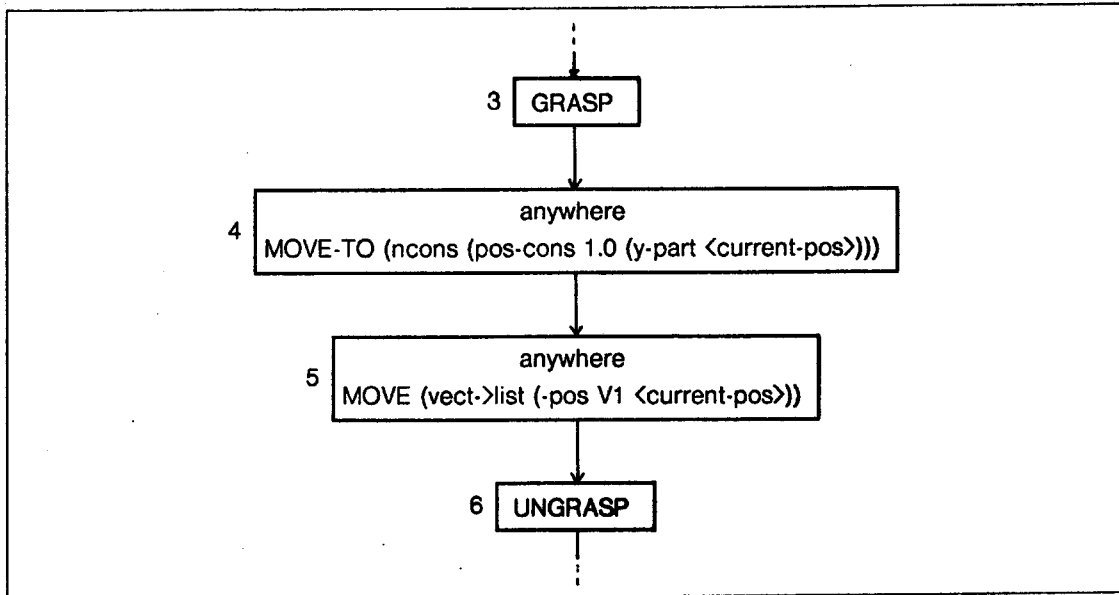 3 GRASP
anywhere
4 MOVE-TO (ncons (pos-cons 1.0 (y-part <current-pos>)))
anywhere
5 MOVE (vect->list (-pos V1 <current-pos>))
6 UNGRASP